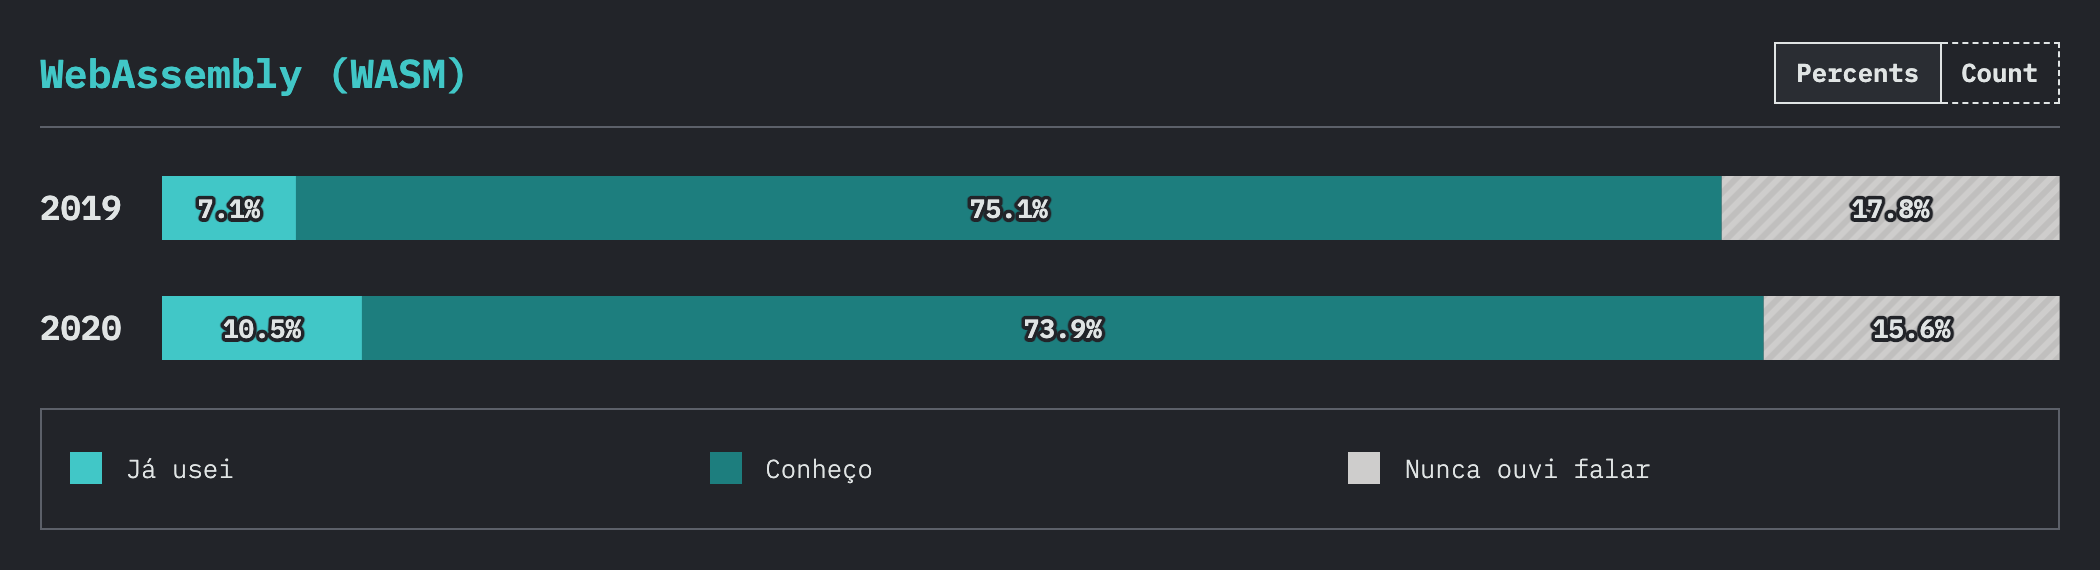 WebAssembly (WASM)
Percents Count
2019 7.1% 75.1% 17.8%
2020 10.5% 73.9% 15.6%
Já usei Conheço Nunca ouvi falar